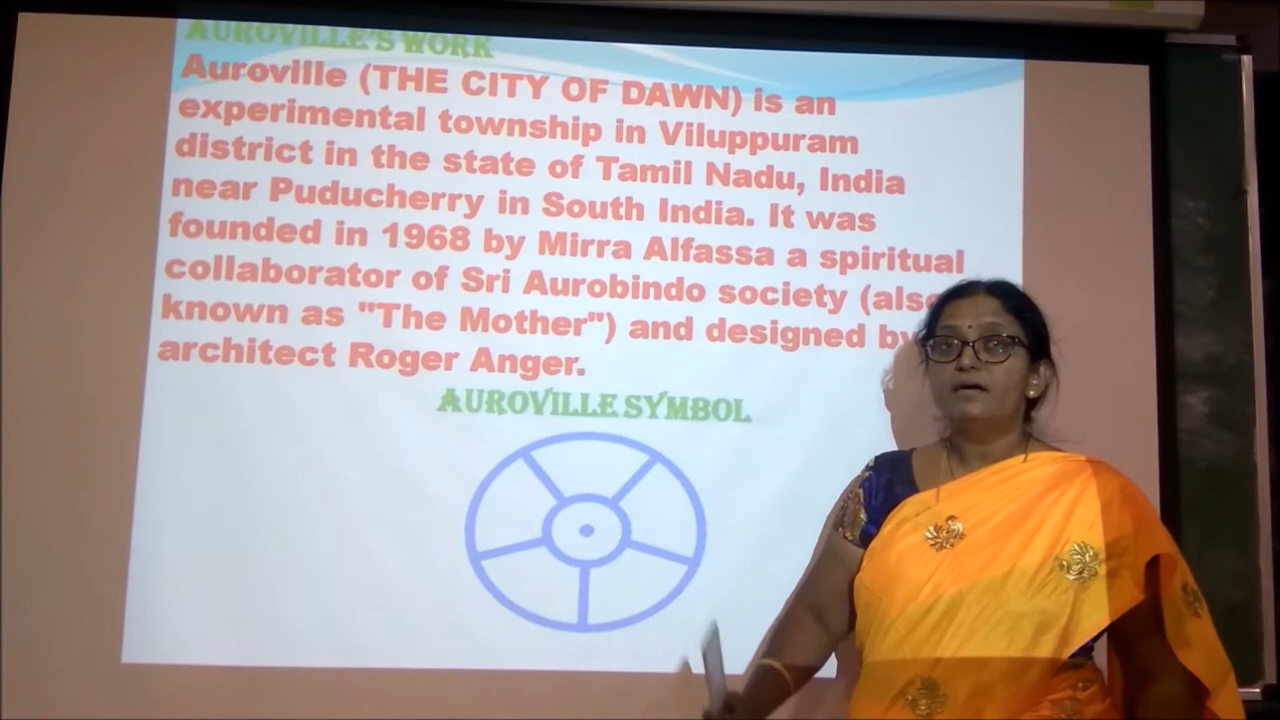 AUROVILLE'S WORK
Auroville (THE CITY OF DAWN) is an
experimental township in Viluppuram
district in the state of Tamil Nadu, India
near Puducherry in South India. It was
founded in 1968 by Mirra Alfassa a spiritual
collaborator of Sri Aurobindo society (also
known as "The Mother") and designed by
architect Roger Anger.
AUROVILLE SYMBOL